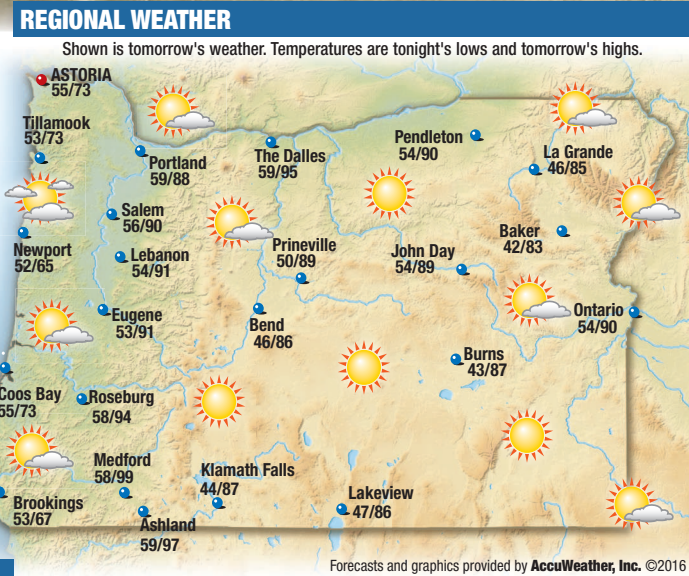 REGIONAL WEATHER
Shown is tomorrow's weather. Temperatures are tonight's lows and tomorrow's highs.
ASTORIA
55/73
Tillamook
53/73
Portland
59/88
The Dalles
59/95
Pendleton
54/90
La Grande
46/85
Salem
56/90
Newport
52/65
Lebanon
54/91
Prineville
50/89
John Day
54/89
Baker
42/83
Eugene
53/91
Bend
46/86
Ontario
54/90
Burns
43/87
Coos Bay
55/73
Roseburg
58/94
Medford
58/99
Klamath Falls
44/87
Lakeview
47/86
Brookings
53/67
Ashland
59/97
Forecasts and graphics provided by AccuWeather, Inc. ©2016